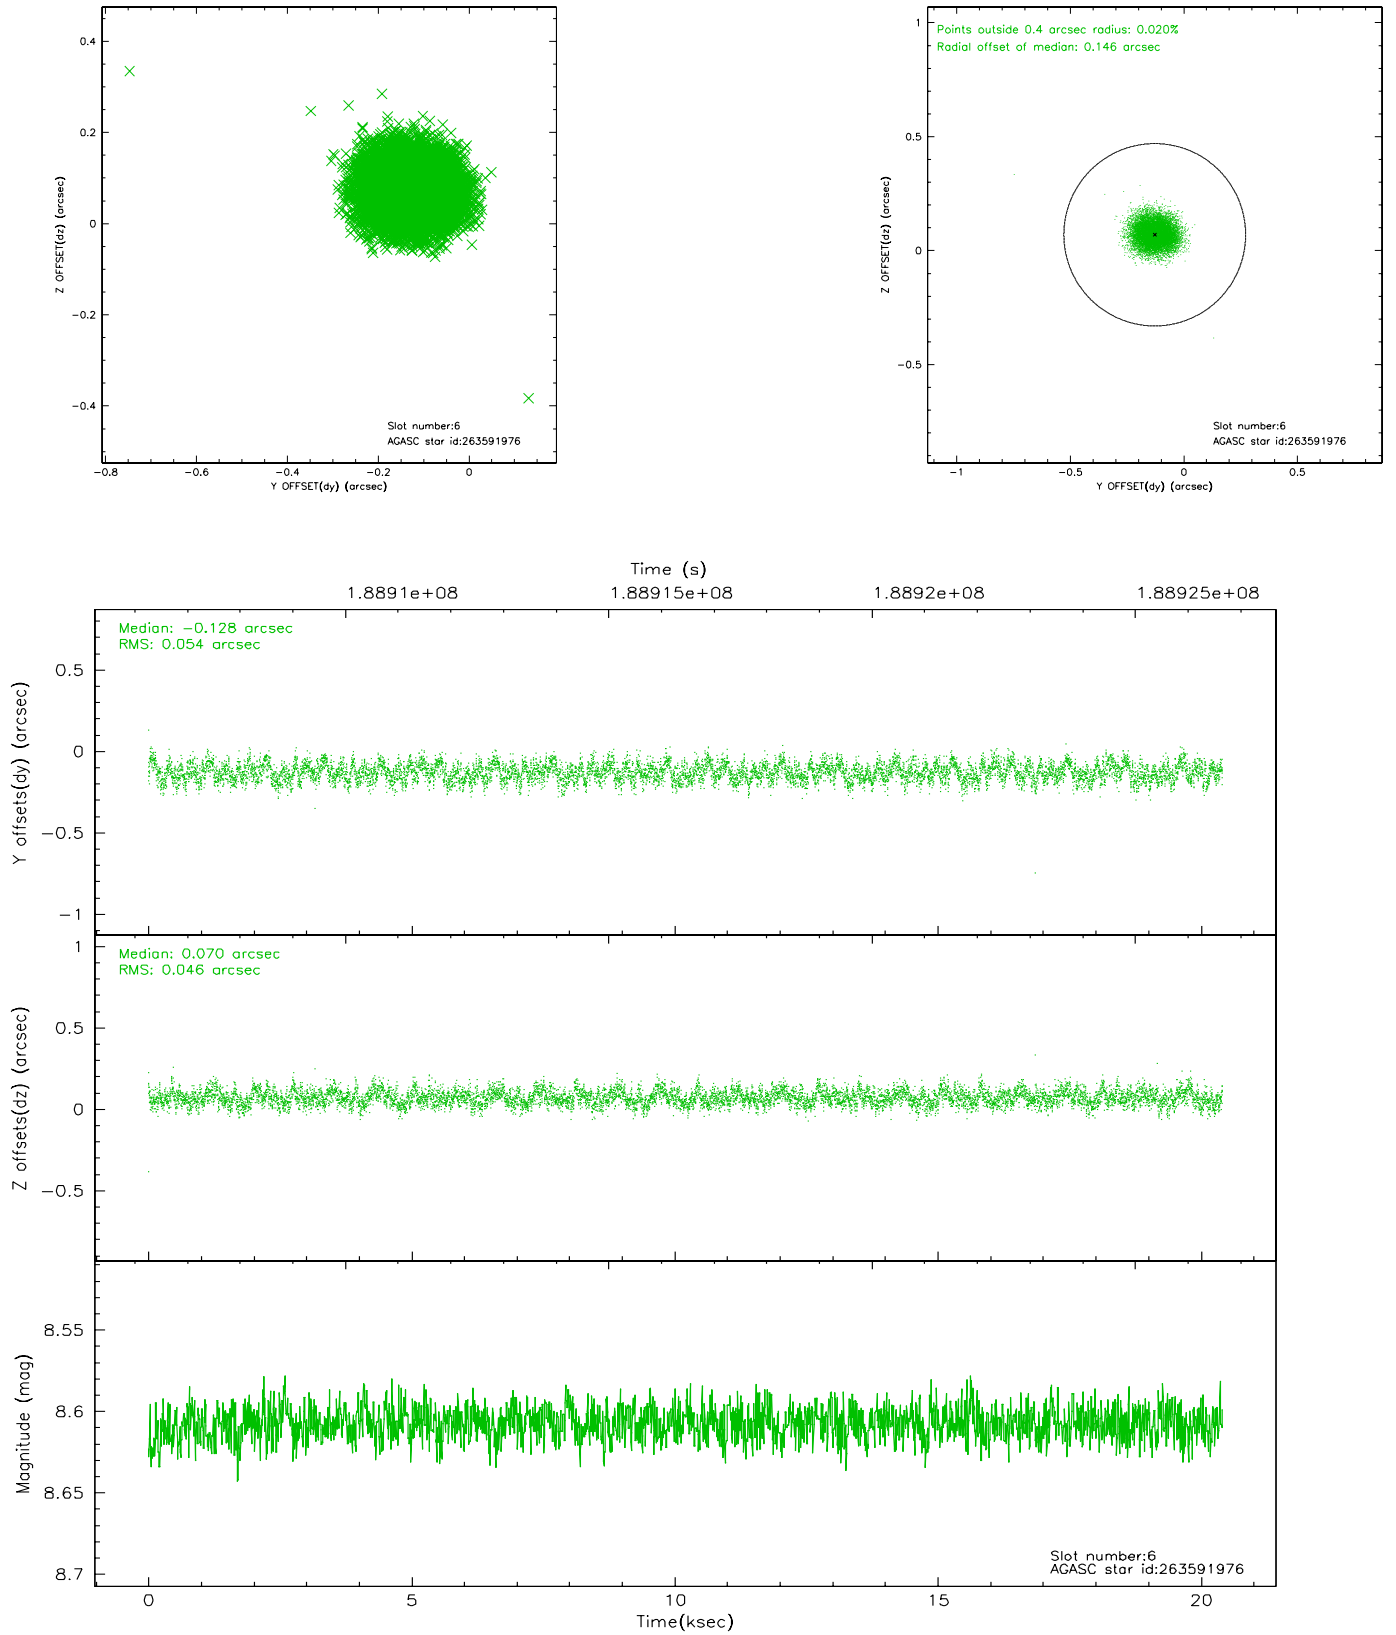 0.4
0.2
0
-0.2
-0.4
Z OFFSET(dz) (arcsec)
Slot number:6
AGASC star id:263591976
-0.8 -0.6 -0.4 -0.2 0
Y OFFSET(dy) (arcsec)
Points outside 0.4 arcsec radius: 0.020%
Radial offset of median: 0.146 arcsec
1
0.5
0
-0.5
Z OFFSET(dz) (arcsec)
Slot number:6
AGASC star id:263591976
-1 -0.5 0 0.5
Y OFFSET(dy) (arcsec)
Time (s)
1.8891e+08 1.88915e+08 1.8892e+08 1.88925e+08
Median: -0.128 arcsec
RMS: 0.054 arcsec
0.5
0
-0.5
-1
Y offsets(dy) (arcsec)
Median: 0.070 arcsec
RMS: 0.046 arcsec
1
0.5
0
-0.5
Z offsets(dz) (arcsec)
8.55
8.6
8.65
8.7
Magnitude (mag)
Slot number:6
AGASC star id:263591976
0 5 10 15 20
Time(ksec)